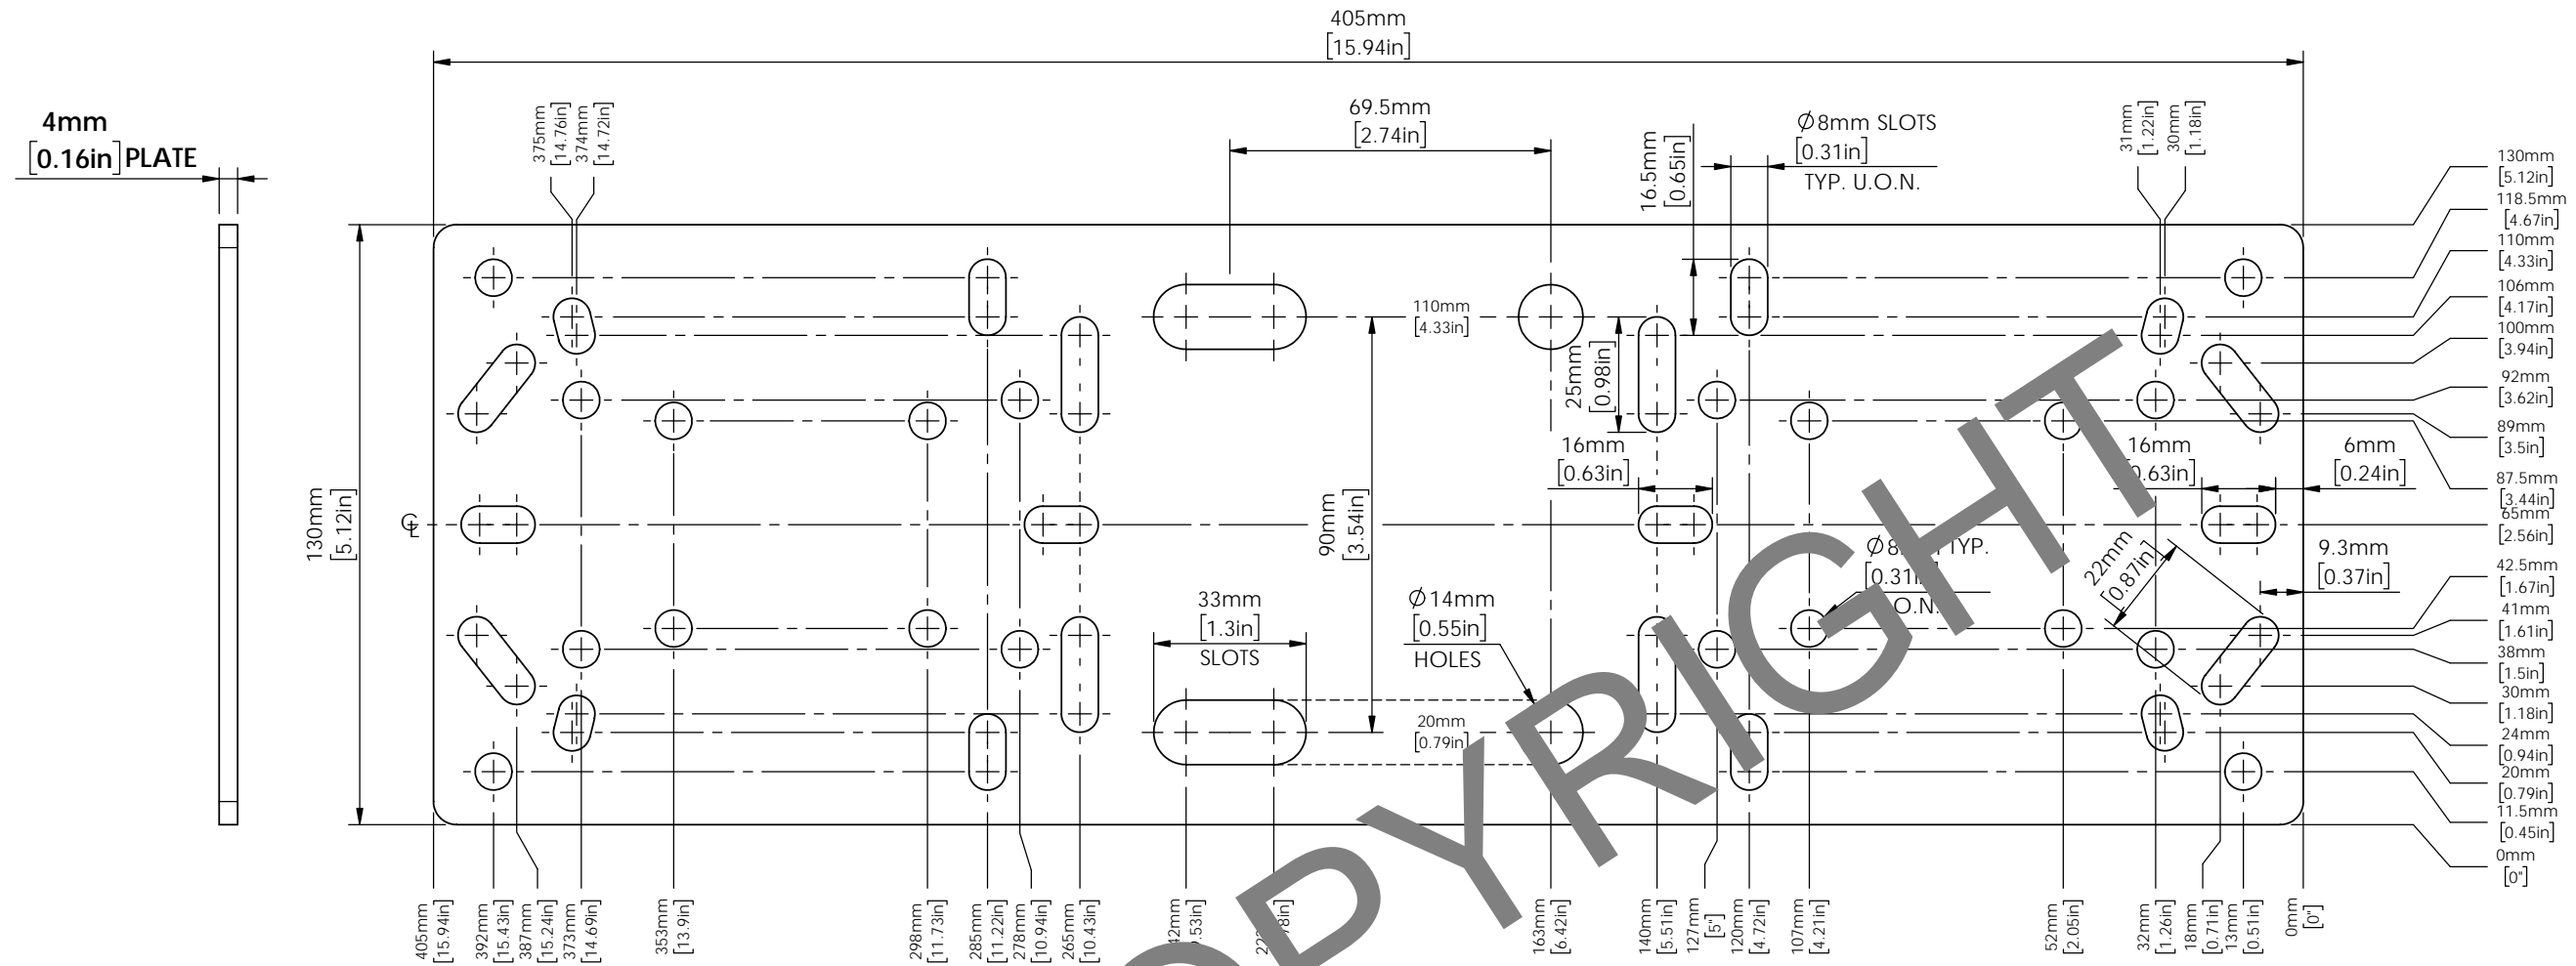 405mm
[15.94in]
4mm
[0.16in] PLATE
375mm
[14.76in]
374mm
[14.72in]
69.5mm
[2.74in]
16.5mm
[0.65in]
Ø8mm SLOTS
[0.31in]
TYP. U.O.N.
31mm
[1.22in]
30mm
[1.18in]
130mm
[5.12in]
118.5mm
[4.67in]
110mm
[4.33in]
106mm
[4.17in]
100mm
[3.94in]
92mm
[3.62in]
89mm
[3.5in]
87.5mm
[3.44in]
65mm
[2.56in]
42.5mm
[1.67in]
41mm
[1.61in]
38mm
[1.5in]
30mm
[1.18in]
24mm
[0.94in]
20mm
[0.79in]
11.5mm
[0.45in]
0mm
[0"]
110mm
[4.33in]
25mm
[0.98in]
16mm
[0.63in]
16mm
0.63in]
6mm
[0.24in]
130mm
[5.12in]
CL
90mm
[3.54in]
TYP.
[0.31in
O.N.
22mm
[0.87in]
9.3mm
[0.37in]
33mm
[1.3in]
SLOTS
Ø14mm
[0.55in]
HOLES
20mm
[0.79in]
405mm
[15.94in]
392mm
[15.43in]
387mm
[15.24in]
373mm
[14.69in]
353mm
[13.9in]
298mm
[11.73in]
285mm
[11.22in]
278mm
[10.94in]
265mm
[10.43in]
163mm
[6.42in]
140mm
[5.51in]
127mm
[5"]
120mm
[4.72in]
107mm
[4.21in]
52mm
[2.05in]
32mm
[1.26in]
18mm
[0.71in]
13mm
[0.51in]
0mm
[0"]
OPYRIGHT